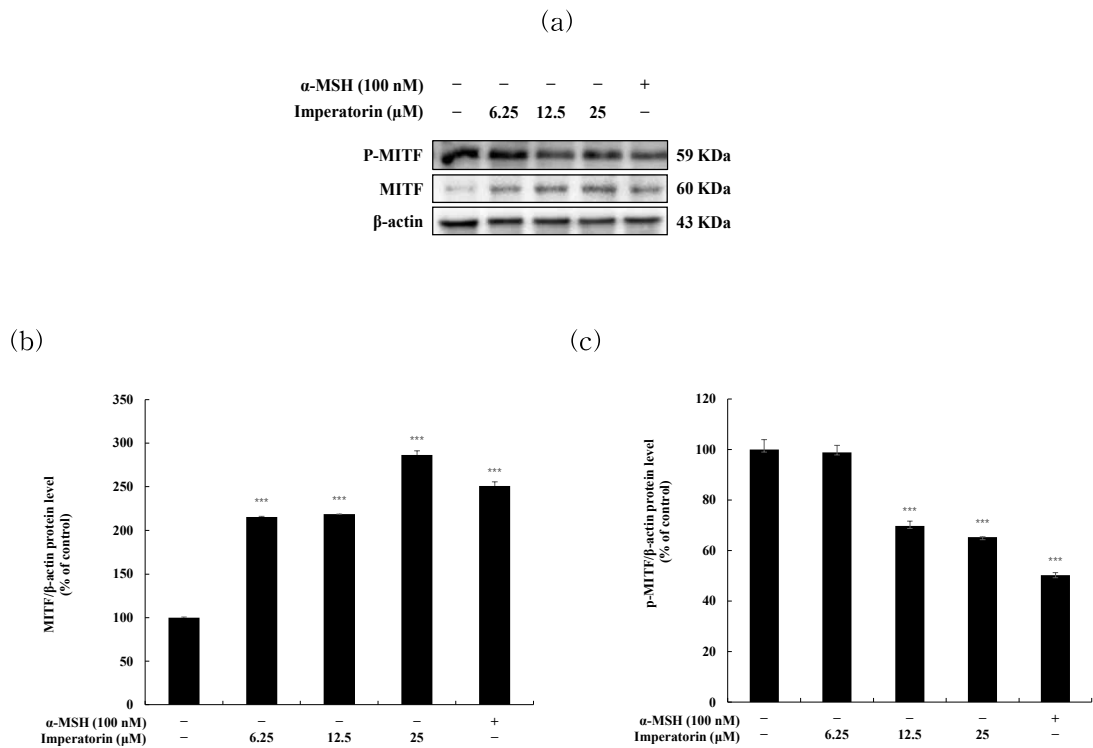 (a)
α-MSH (100 nM) – – – – +
Imperatorin (μM) – 6.25 12.5 25 –
P-MITF 59 KDa
MITF 60 KDa
β-actin 43 KDa
(b)
MITF/β-actin protein level
(% of control)
350
300
250
200
150
100
50
0
***
***
***
***
α-MSH (100 nM) – – – – +
Imperatorin (μM) – 6.25 12.5 25 –
(c)
p-MITF/β-actin protein level
(% of control)
120
100
80
60
40
20
0
***
***
***
α-MSH (100 nM) – – – – +
Imperatorin (μM) – 6.25 12.5 25 –